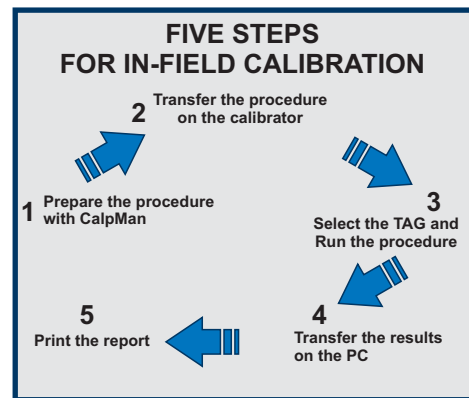 FIVE STEPS
FOR IN-FIELD CALIBRATION
1 Prepare the procedure
with CalpMan
2 Transfer the procedure
on the calibrator
3
Select the TAG and
Run the procedure
4
Transfer the results
on the PC
5
Print the report